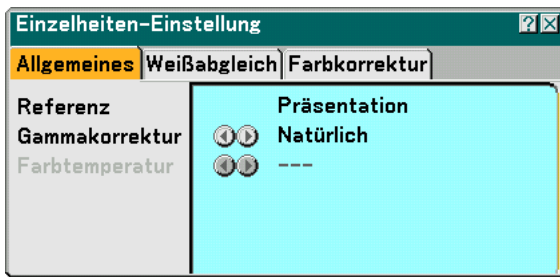 Einzelheiten-Einstellung
Allgemeines Weißabgleich Farbkorrektur
Referenz Präsentation
Gammakorrektur Natürlich
Farbtemperatur ---